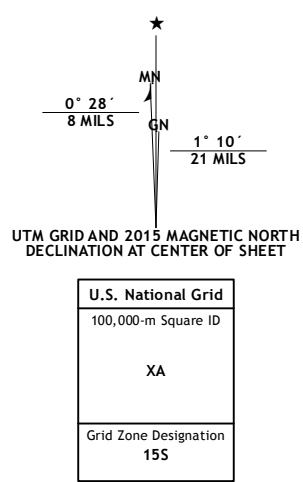 MN
0° 28´
8 MILS
GN
1° 10´
21 MILS
UTM GRID AND 2015 MAGNETIC NORTH
DECLINATION AT CENTER OF SHEET
U.S. National Grid
100,000-m Square ID
XA
Grid Zone Designation
15S